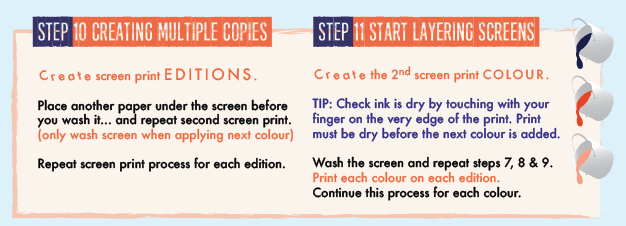 STEP 10 CREATING MULTIPLE COPIES
Create screen print EDITIONS.
Place another paper under the screen before
you wash it... and repeat second screen print.
(only wash screen when applying next colour)
Repeat screen print process for each edition.
STEP 11 START LAYERING SCREENS
Create the 2nd screen print COLOUR.
TIP: Check ink is dry by touching with your
finger on the very edge of the print. Print
must be dry before the next colour is added.
Wash the screen and repeat steps 7, 8 & 9.
Print each colour on each edition.
Continue this process for each colour.